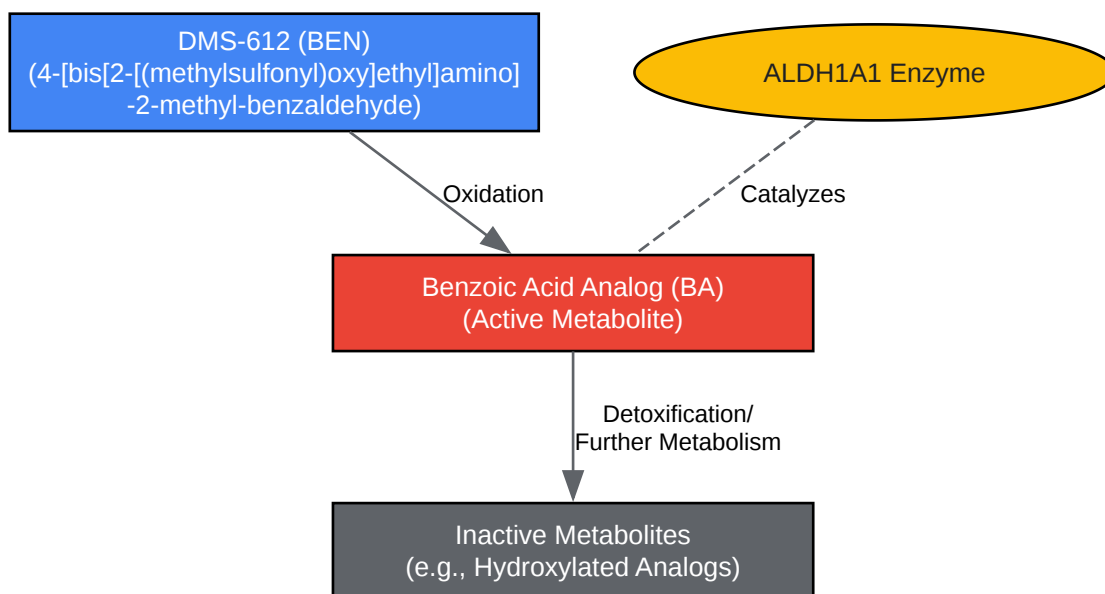 DMS-612 (BEN)
(4-[bis[2-[(methylsulfonyl)oxy]ethyl]amino]
-2-methyl-benzaldehyde)
ALDH1A1 Enzyme
Oxidation
Catalyzes
Benzoic Acid Analog (BA)
(Active Metabolite)
Detoxification/
Further Metabolism
Inactive Metabolites
(e.g., Hydroxylated Analogs)